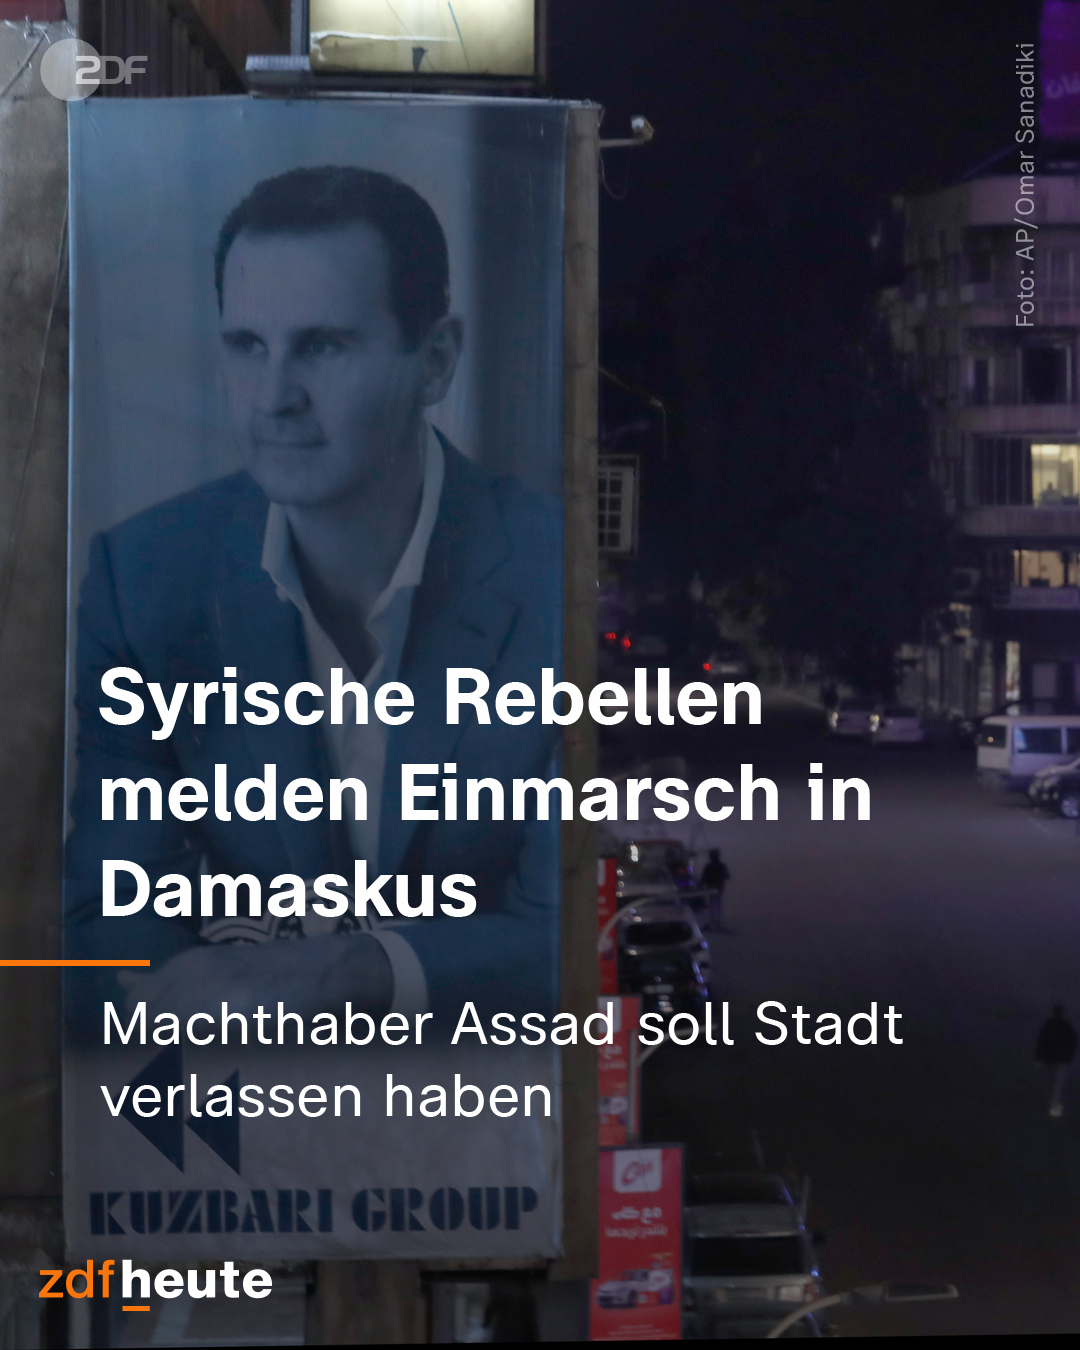 ZDF
Foto: AP/Omar Sanadiki
Syrische Rebellen
melden Einmarsch in
Damaskus
Machthaber Assad soll Stadt
verlassen haben
KUZBARI GROUP
zdfheute